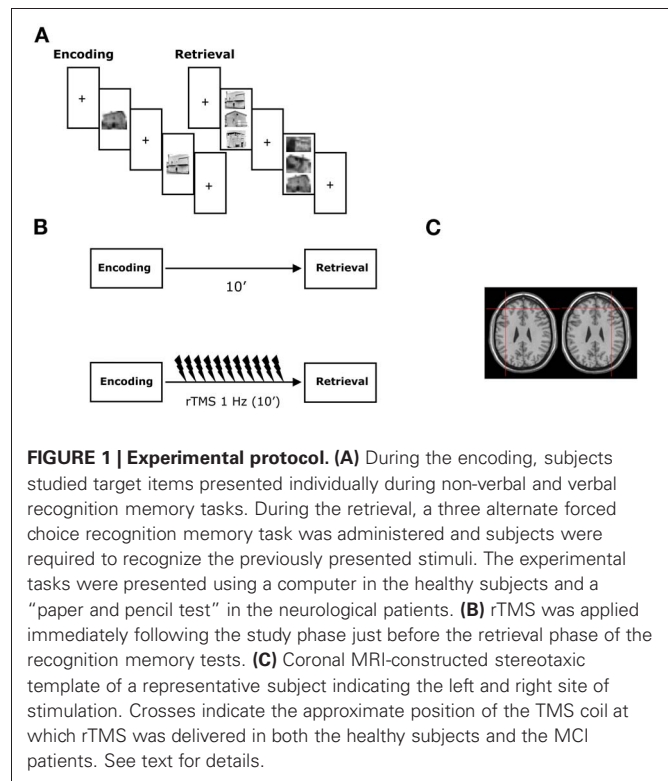 A
Encoding Retrieval
+ +
+ +
+ +
B C
Encoding Retrieval
10'
Encoding Retrieval
rTMS 1 Hz (10')
FIGURE 1 | Experimental protocol. (A) During the encoding, subjects
studied target items presented individually during non-verbal and verbal
recognition memory tasks. During the retrieval, a three alternate forced
choice recognition memory task was administered and subjects were
required to recognize the previously presented stimuli. The experimental
tasks were presented using a computer in the healthy subjects and a
“paper and pencil test” in the neurological patients. (B) rTMS was applied
immediately following the study phase just before the retrieval phase of the
recognition memory tests. (C) Coronal MRI-constructed stereotaxic
template of a representative subject indicating the left and right site of
stimulation. Crosses indicate the approximate position of the TMS coil at
which rTMS was delivered in both the healthy subjects and the MCI
patients. See text for details.